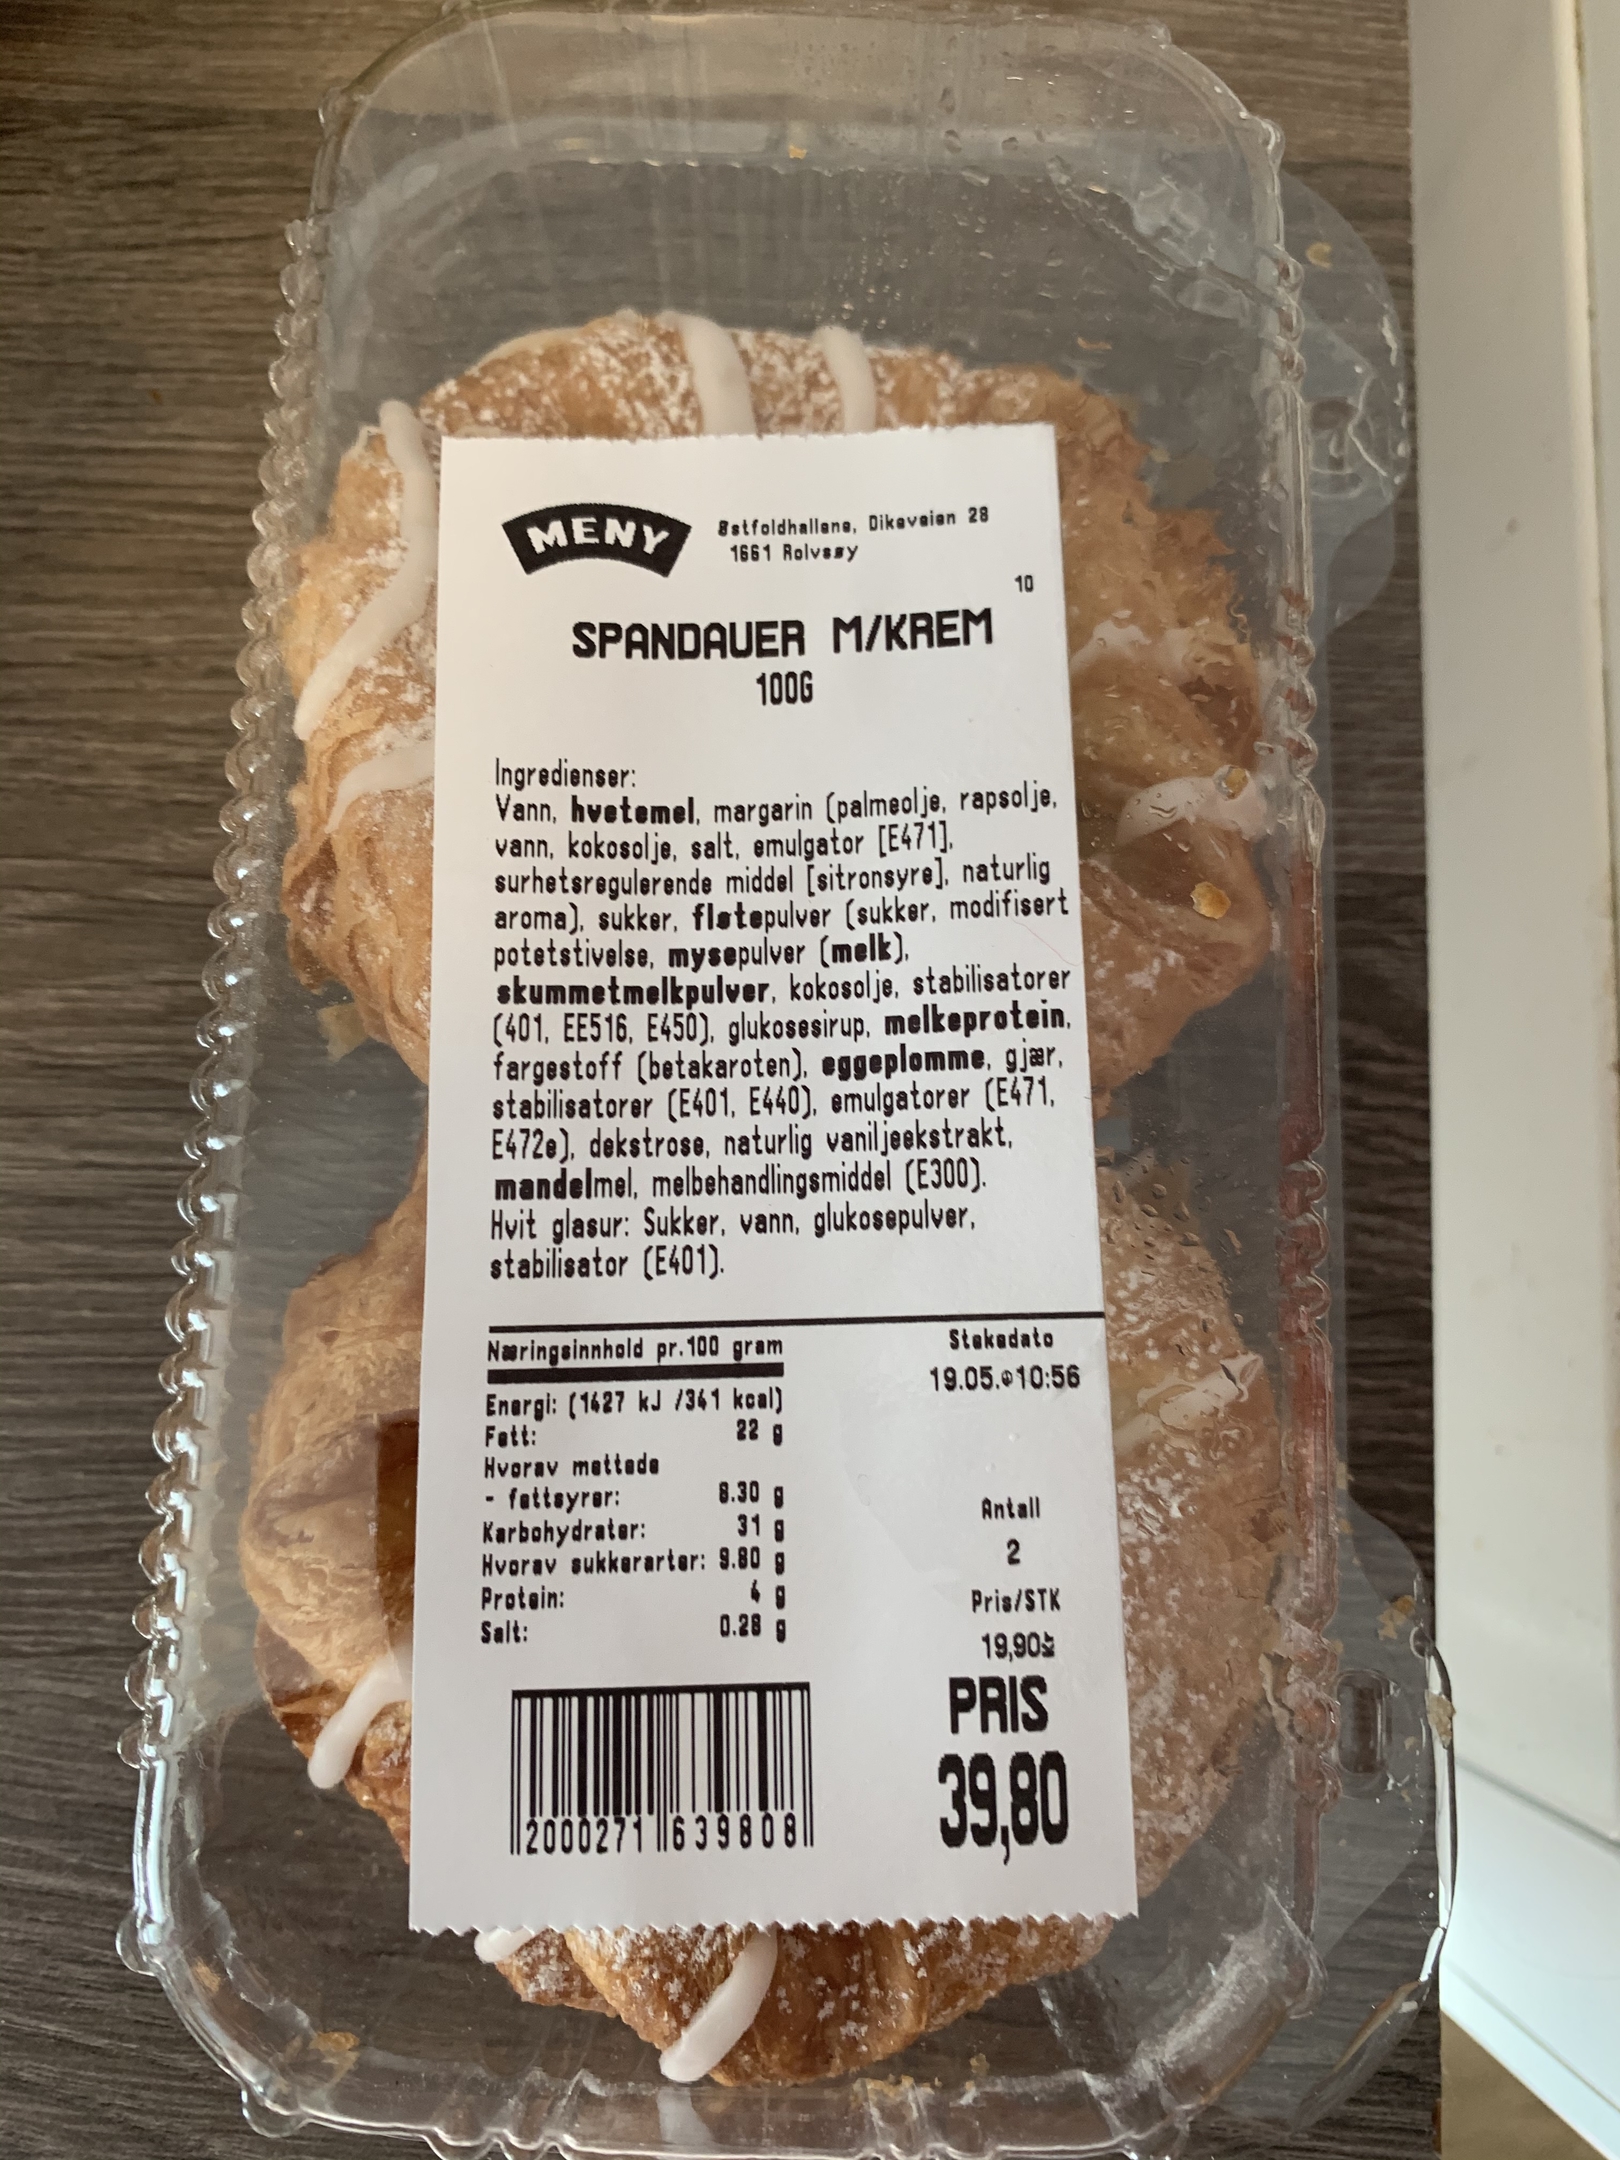 MENY
Østfoldhallene, Dikeveien 28
1661 Rolvsøy
10
SPANDAUER M/KREM
100G
Ingredienser:
Vann, hvetemel, margarin (palmeolje, rapsolje,
vann, kokosolje, salt, emulgator [E471],
surhetsregulerende middel [sitronsyre], naturlig
aroma), sukker, fløtepulver (sukker, modifisert
potetstivelse, mysepulver (melk),
skummetmelkpulver, kokosolje, stabilisatorer
(401, EE516, E450), glukosesirup, melkeprotein,
fargestoff (betakaroten), eggeplomme, gjær,
stabilisatorer (E401, E440), emulgatorer (E471,
E472e), dekstrose, naturlig vaniljeekstrakt,
mandelmel, melbehandlingsmiddel (E300).
Hvit glasur: Sukker, vann, glukosepulver,
stabilisator (E401).
Næringsinnhold pr.100 gram
Energi: (1427 kJ /341 kcal)
Fett: 22 g
Hvorav mettede
- fettsyrer: 8.30 g
Karbohydrater: 31 g
Hvorav sukkerarter: 9.80 g
Protein: 4 g
Salt: 0.28 g
Stekedato
19.05. 10:56
Antall
2
Pris/STK
19,90
PRIS
39,80
2000271 639808